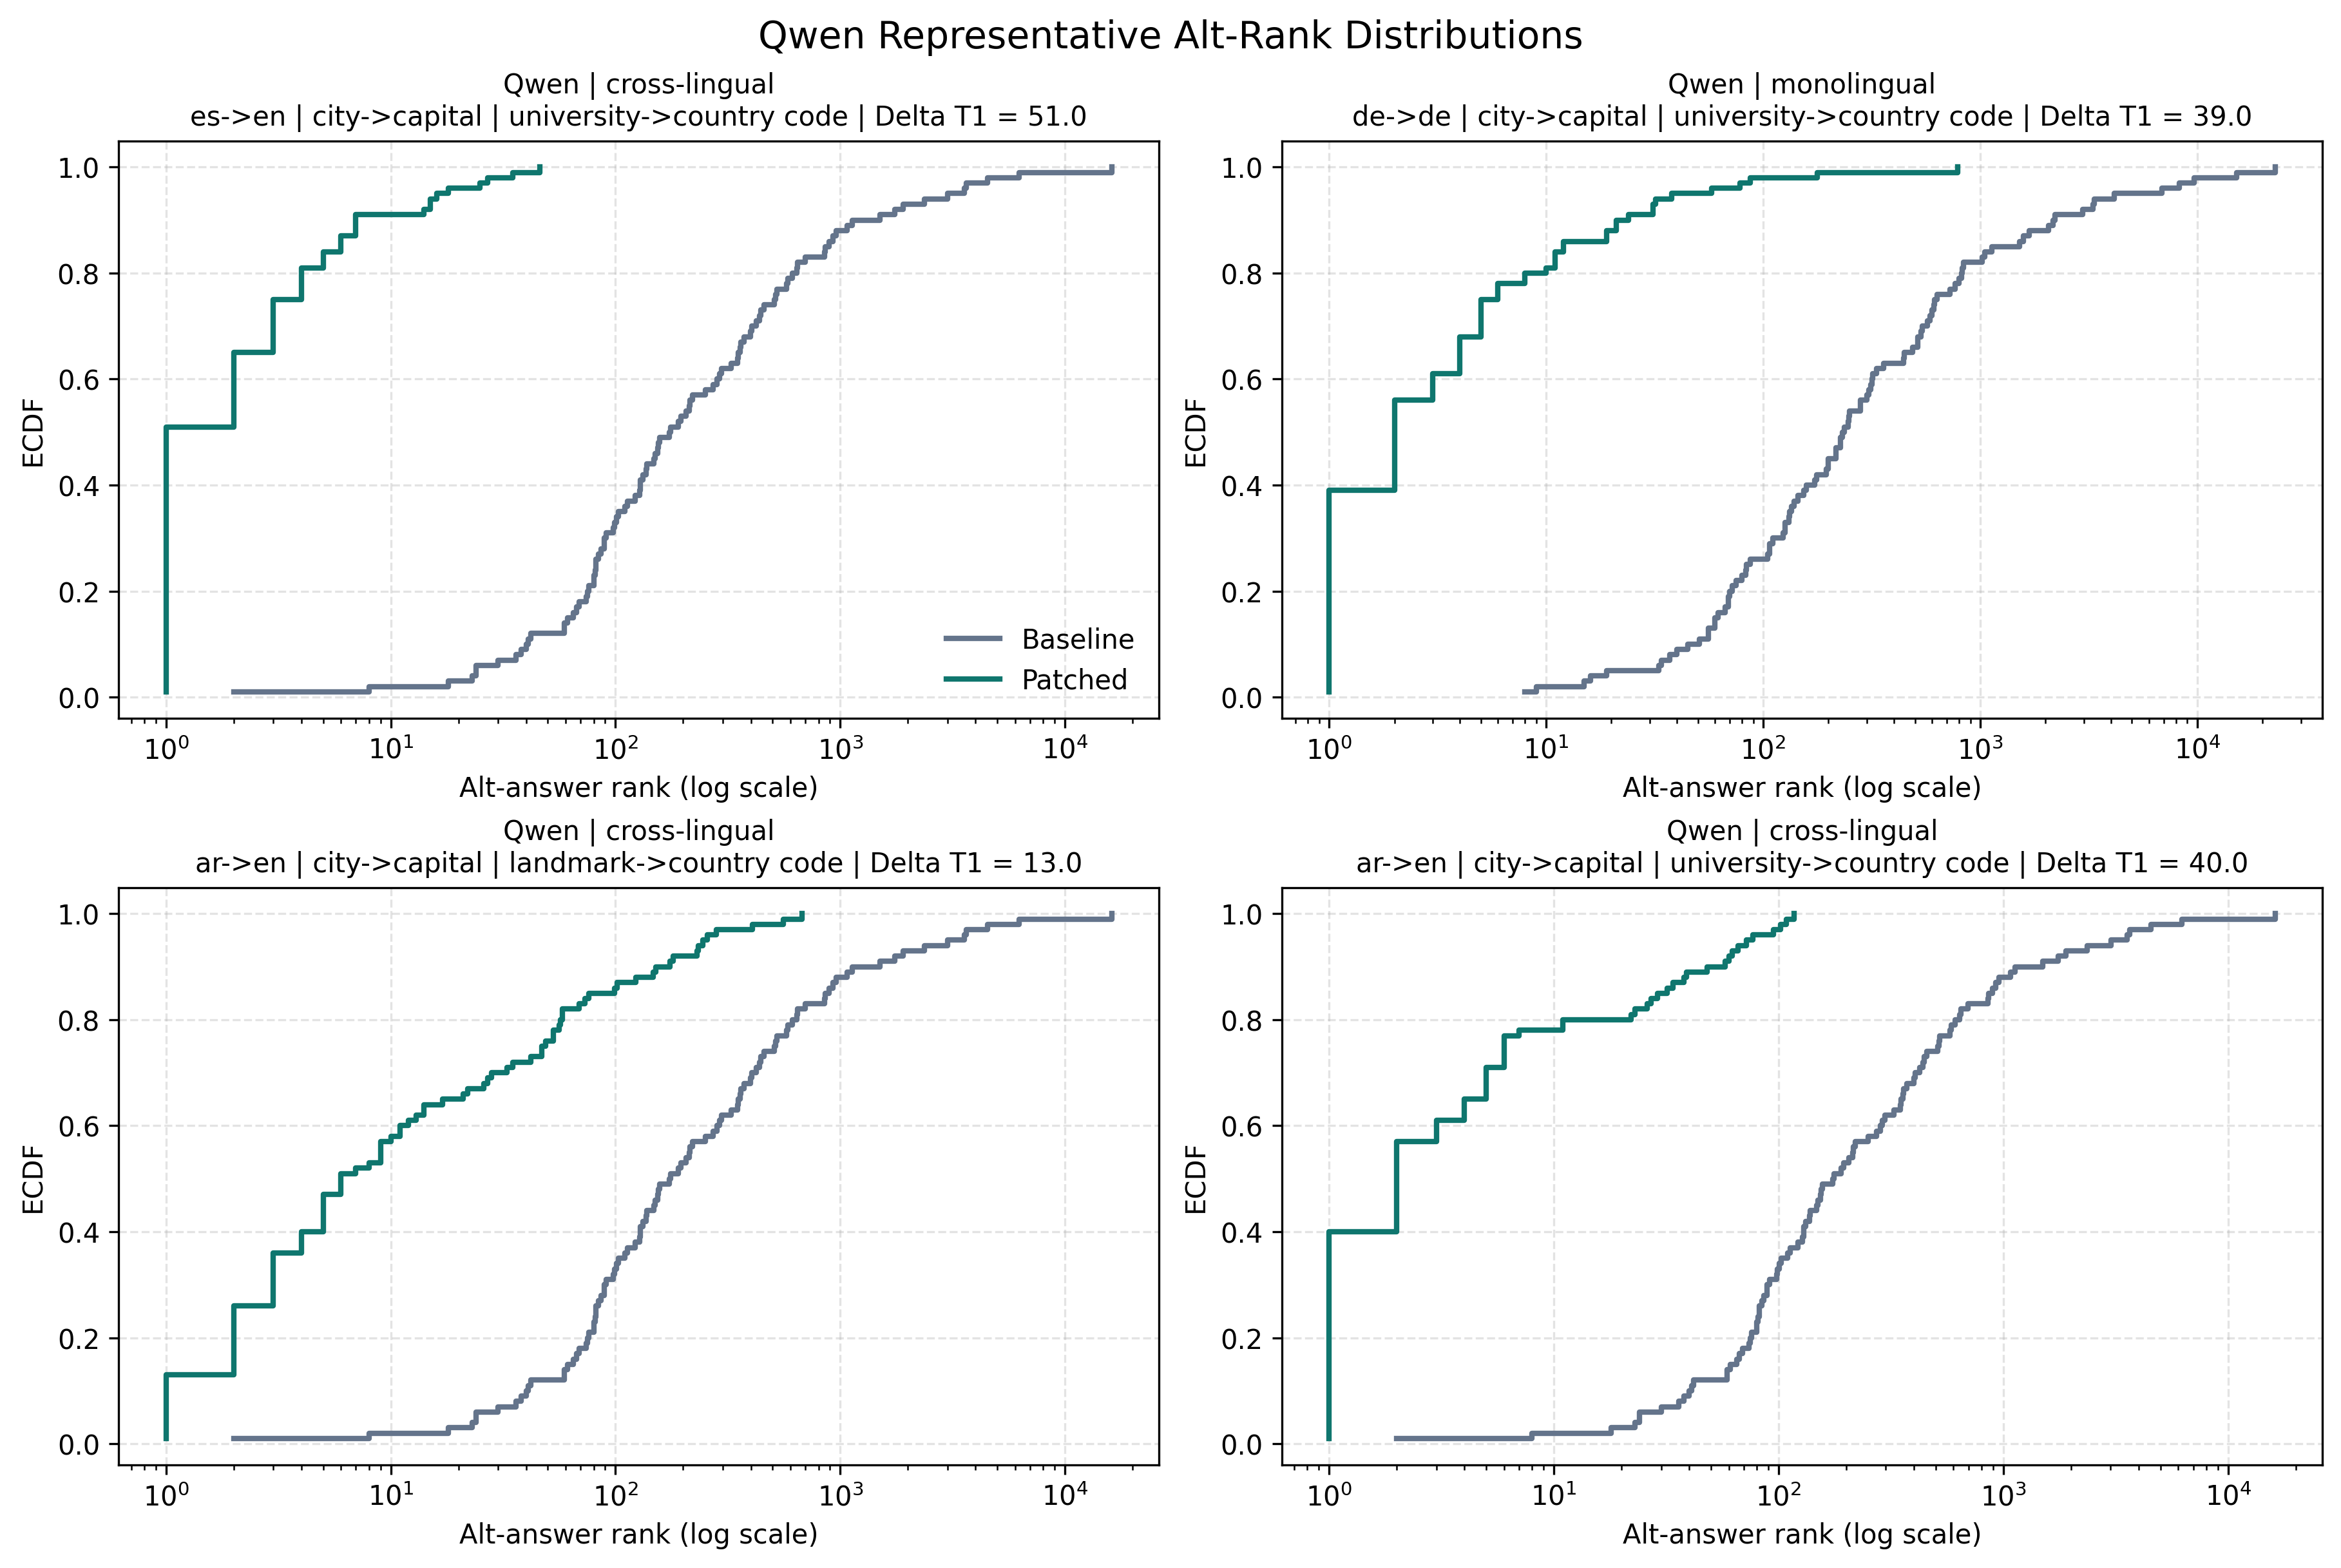 Qwen Representative Alt-Rank Distributions
Qwen | cross-lingual
es->en | city->capital | university->country code | Delta T1 = 51.0
1.0
0.8
0.6
0.4
0.2
0.0
ECDF
Baseline
Patched
10⁰ 10¹ 10² 10³ 10⁴
Alt-answer rank (log scale)
Qwen | monolingual
de->de | city->capital | university->country code | Delta T1 = 39.0
1.0
0.8
0.6
0.4
0.2
0.0
ECDF
10⁰ 10¹ 10² 10³ 10⁴
Alt-answer rank (log scale)
Qwen | cross-lingual
ar->en | city->capital | landmark->country code | Delta T1 = 13.0
1.0
0.8
0.6
0.4
0.2
0.0
ECDF
10⁰ 10¹ 10² 10³ 10⁴
Alt-answer rank (log scale)
Qwen | cross-lingual
ar->en | city->capital | university->country code | Delta T1 = 40.0
1.0
0.8
0.6
0.4
0.2
0.0
ECDF
10⁰ 10¹ 10² 10³ 10⁴
Alt-answer rank (log scale)